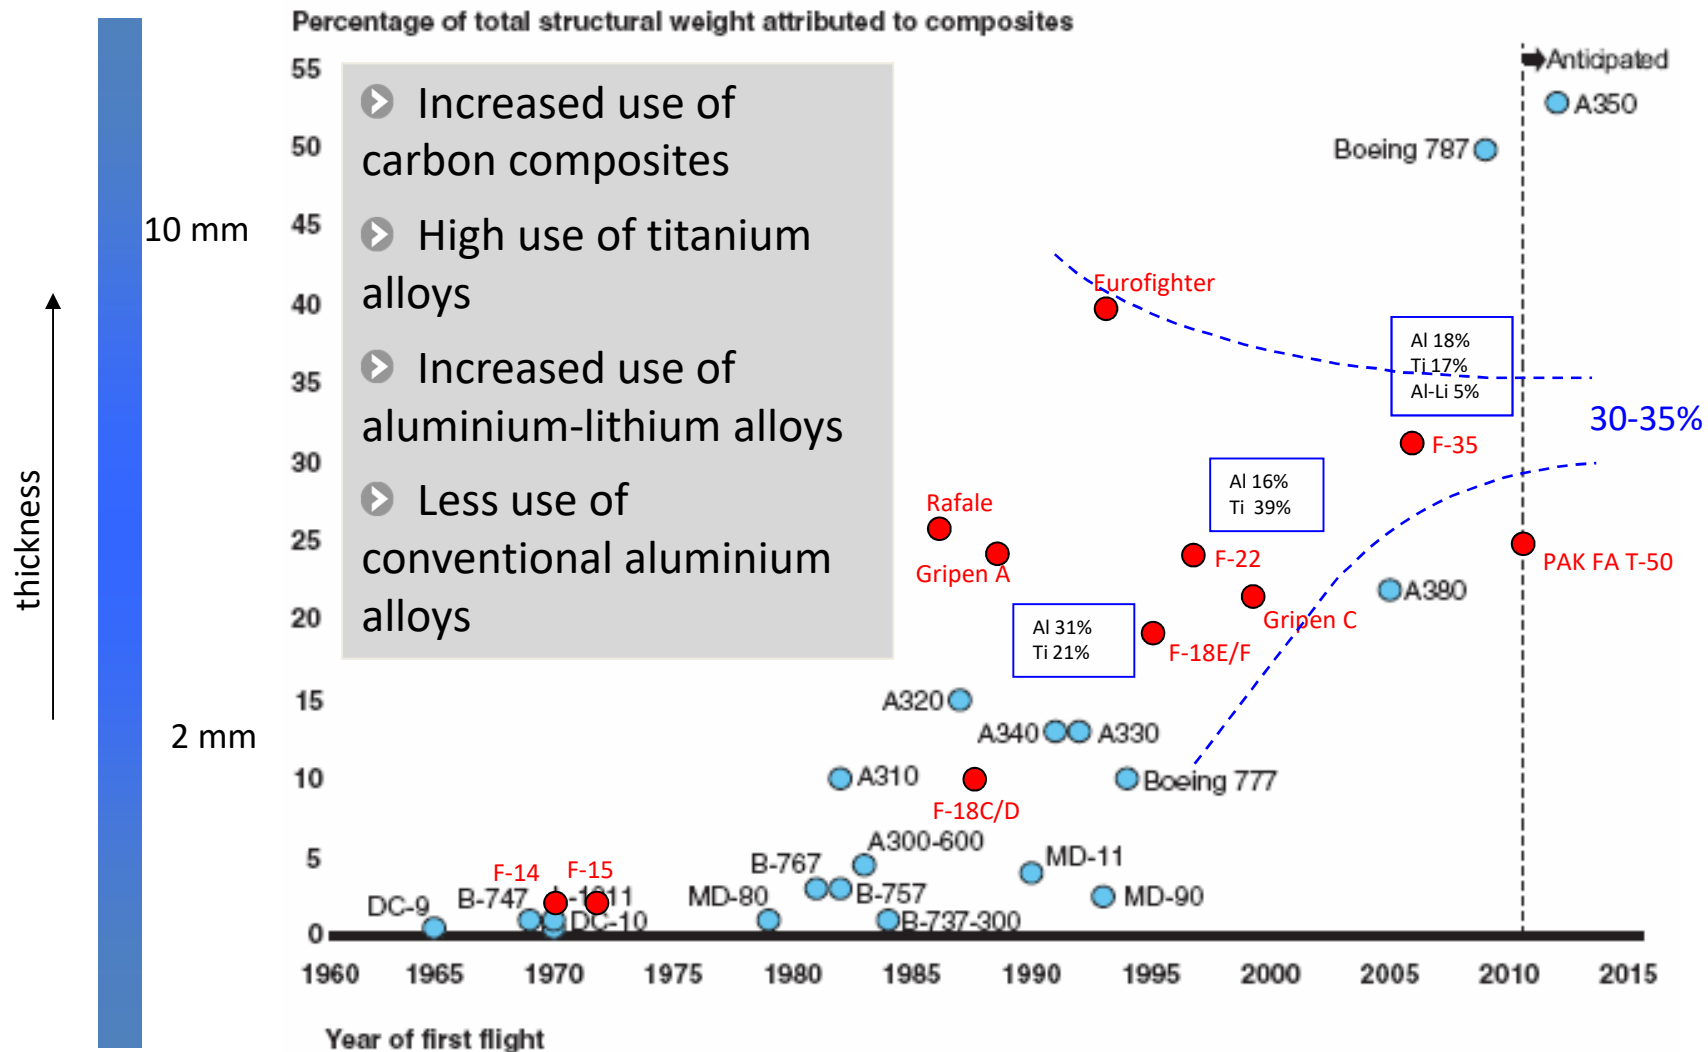 Percentage of total structural weight attributed to composites
55
50
45
40
35
30
25
20
15
10
5
0
10 mm
2 mm
thickness
Increased use of
carbon composites
High use of titanium
alloys
Increased use of
aluminium-lithium alloys
Less use of
conventional aluminium
alloys
Anticipated
A350
Boeing 787
Eurofighter
Al 18%
Ti 17%
Al-Li 5%
30-35%
F-35
Al 16%
Ti 39%
Rafale
Gripen A
F-22
PAK FA T-50
A380
Gripen C
Al 31%
Ti 21%
F-18E/F
A320
A340
A330
A310
Boeing 777
F-18C/D
A300-600
B-767
MD-11
F-14
F-15
B-747
MD-80
B-757
MD-90
DC-9
DC-10
B-737-300
1960 1965 1970 1975 1980 1985 1990 1995 2000 2005 2010 2015
Year of first flight